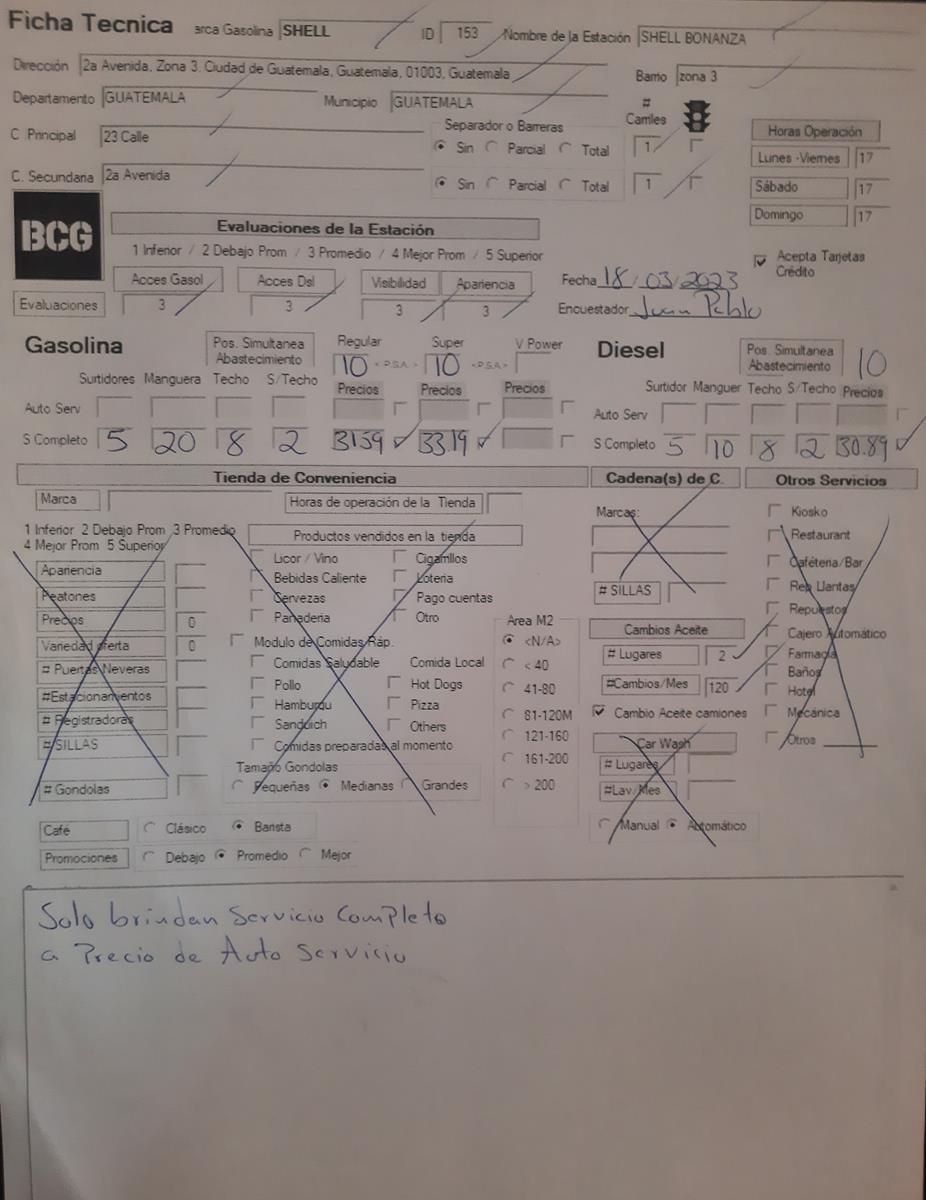 Ficha Tecnica arca Gasolina SHELL ID 153 Nombre de la Estación SHELL BONANZA
Dirección 2a Avenida, Zona 3, Ciudad de Guatemala, Guatemala, 01003, Guatemala Barrio zona 3
Departamento GUATEMALA Municipio GUATEMALA # Carriles
C .Principal 23 Calle Separador o Barreras Sin Parcial Total 1
Horas Operación
Lunes -Viernes 17
C. Secundaria 2a Avenida Sin Parcial Total 1
Sábado 17
Domingo 17
BCG
Evaluaciones de la Estación
1 Inferior / 2 Debajo Prom / 3 Promedio / 4 Mejor Prom / 5 Superior
Acepta Tarjetas Crédito
Acces Gasol Acces Dsl Visibilidad Apariencia Fecha 18/03/2023
Evaluaciones 3 3 3 3 Encuestador Juan Pablo
Gasolina Pos. Simultanea Abastecimiento Regular Super V Power
10 <PSA> 10 <PSA>
Diesel Pos. Simultanea Abastecimiento 10
Surtidores Manguera Techo S/Techo Precios Precios Precios
Surtidor Manguer Techo S/Techo Precios
Auto Serv
Auto Serv
S Completo 5 20 8 2 31.59 33.19
S Completo 5 10 8 2 30.89
Tienda de Conveniencia Cadena(s) de C. Otros Servicios
Marca Horas de operación de la Tienda
1 Inferior 2 Debajo Prom 3 Promedio
4 Mejor Prom 5 Superior
Apariencia
Peatones
Precios 0
Variedad oferta 0
# Puertas Neveras
#Estacionamientos
# Registradoras
# SILLAS
# Gondolas
Productos vendidos en la tienda
Licor / Vino Cigarrllos
Bebidas Caliente Loteria
Cervezas Pago cuentas
Panaderia Otro
Modulo de Comidas Ráp.
Comidas Saludable Comida Local
Pollo Hot Dogs
Hamburgu Pizza
Sandwich Others
Comidas preparadas al momento
Tamaño Gondolas
Pequeñas Medianas Grandes
Area M2
<N/A>
< 40
41-80
81-120M
121-160
161-200
> 200
Marcas:
# SILLAS
Cambios Aceite
# Lugares 2
#Cambios/Mes 120
Cambio Aceite camiones
Car Wash
# Lugares
#Lav/Mes
Manual Automático
Kiosko
Restaurant
Caféteria/Bar
Rep Llantas
Repuestos
Cajero Automático
Farmacia
Baños
Hotel
Mecánica
Otros
Café Clásico Barista
Promociones Debajo Promedio Mejor
Solo brindan Servicio Completo
a Precio de Auto Servicio